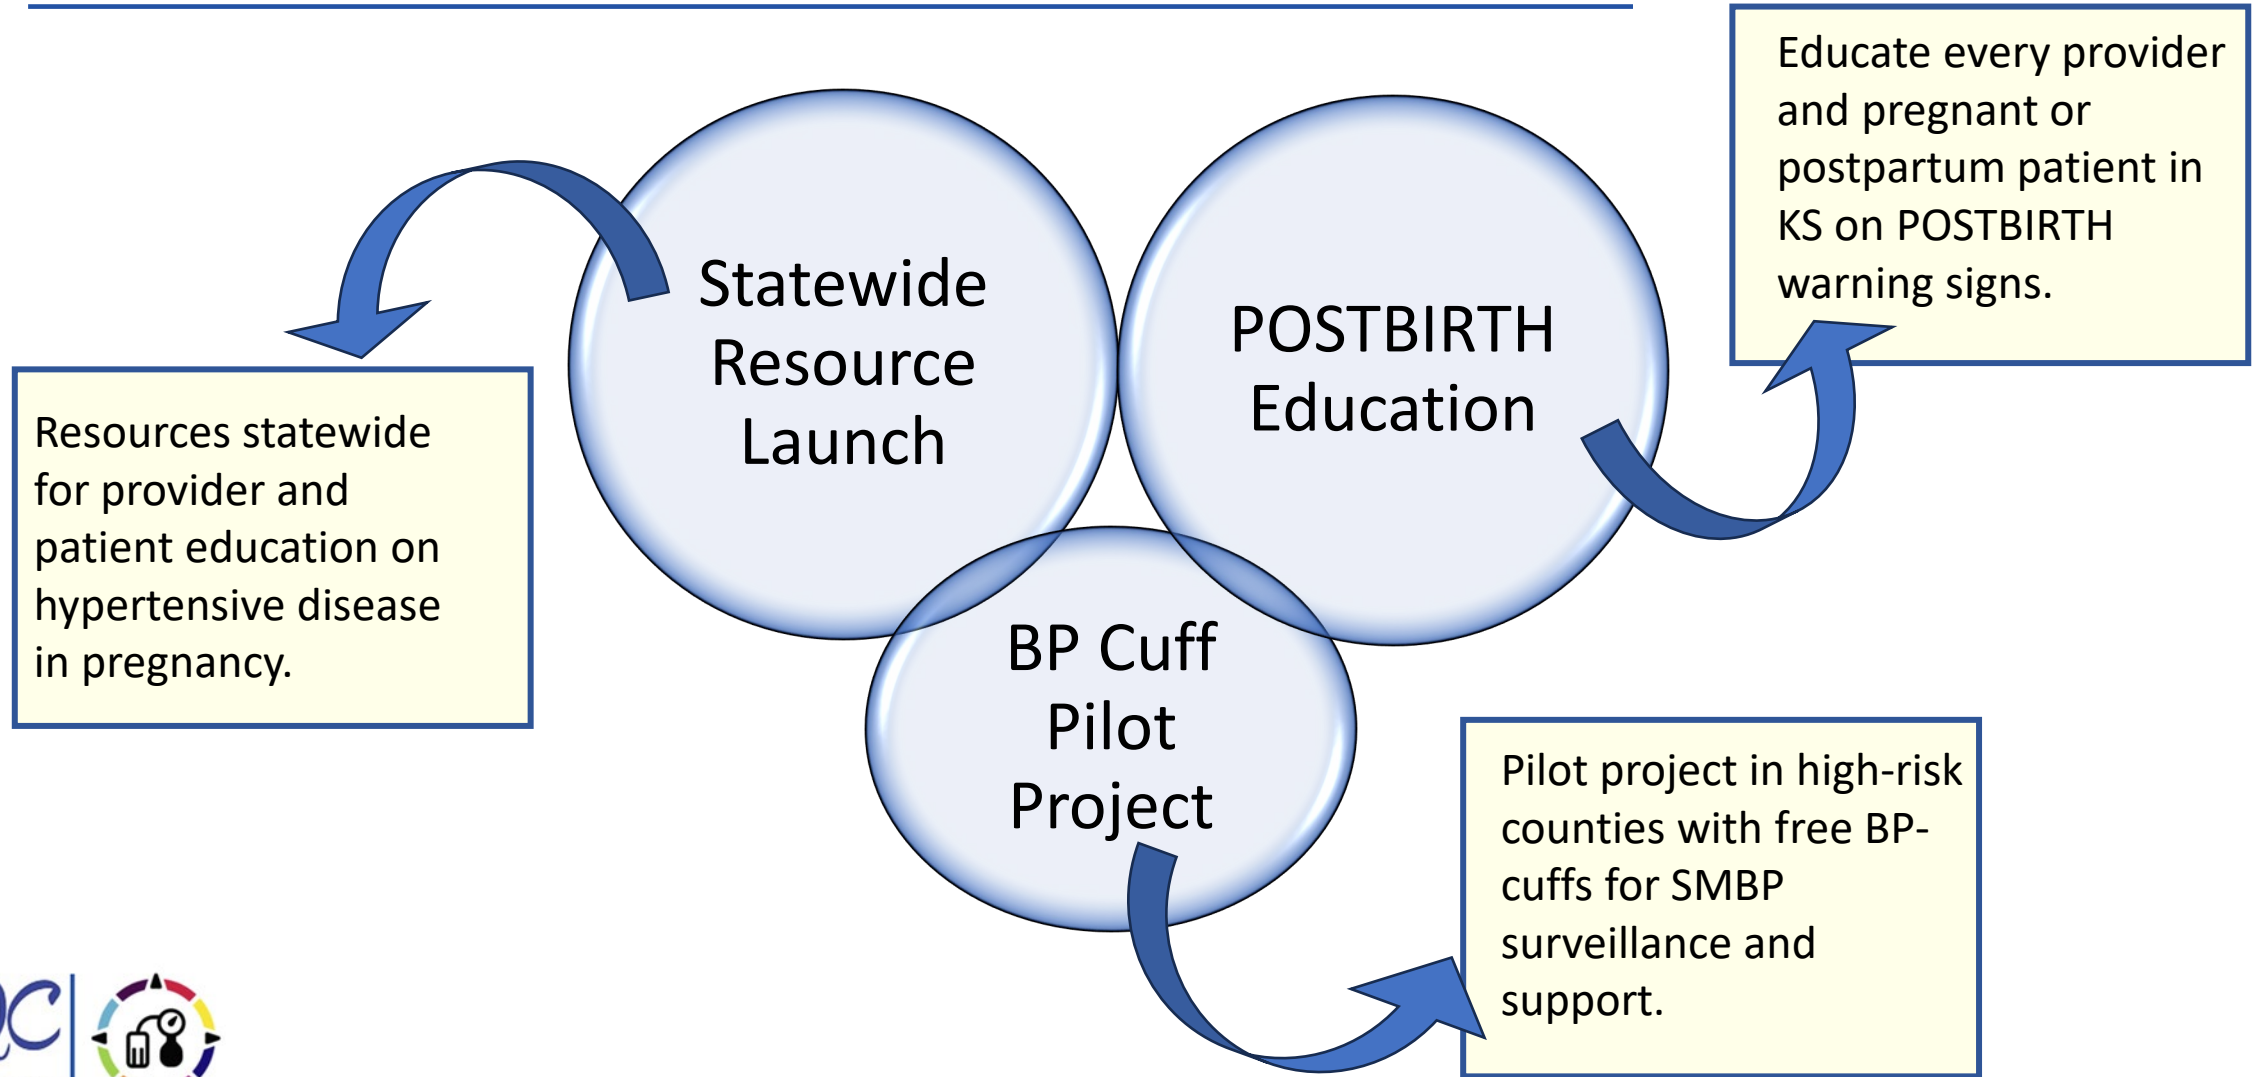 Educate every provider
and pregnant or
postpartum patient in
KS on POSTBIRTH
warning signs.
Statewide
Resource
Launch
POSTBIRTH
Education
Resources statewide
for provider and
patient education on
hypertensive disease
in pregnancy.
BP Cuff
Pilot
Project
Pilot project in high-risk
counties with free BP-
cuffs for SMBP
surveillance and
support.